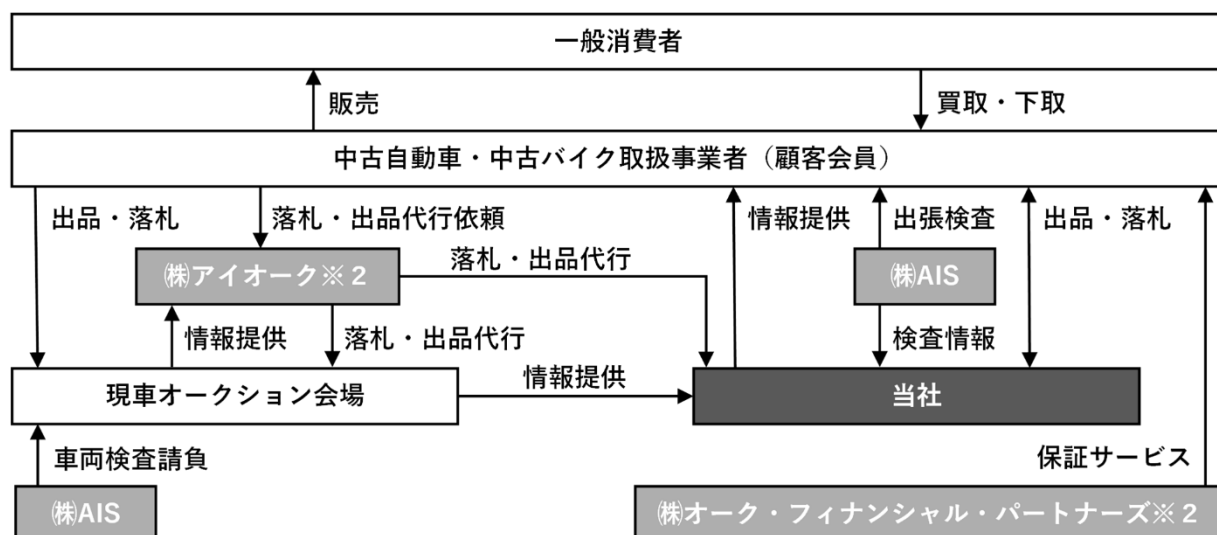 一般消費者
販売
買取・下取
中古自動車・中古バイク取扱事業者（顧客会員）
出品・落札
落札・出品代行依頼
情報提供
出張検査
出品・落札
㈱アイオーク※２
落札・出品代行
㈱AIS
情報提供
落札・出品代行
検査情報
現車オークション会場
情報提供
当社
車両検査請負
保証サービス
㈱AIS
㈱オーク・フィナンシャル・パートナーズ※２